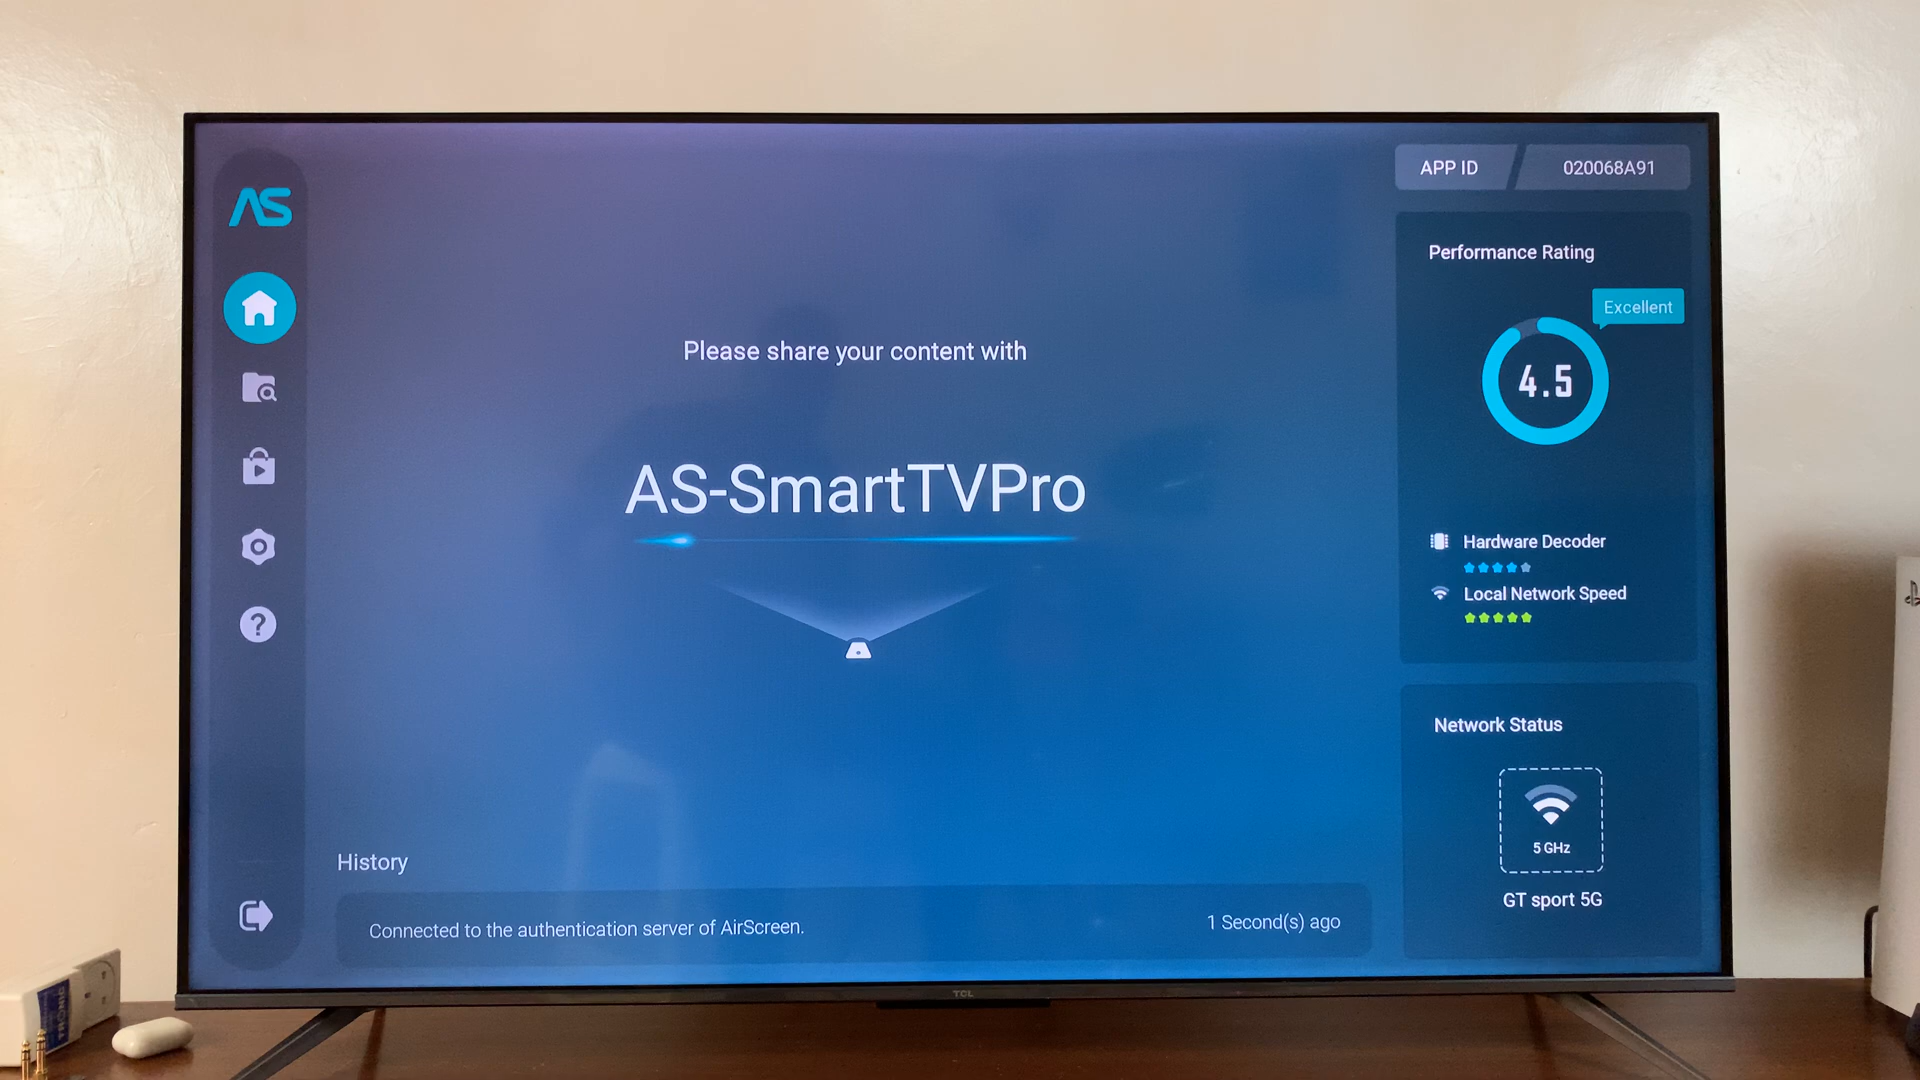 AS
APP ID
020068A91
Performance Rating
Excellent
4.5
Hardware Decoder
Local Network Speed
Please share your content with
AS-SmartTVPro
Network Status
5 GHz
GT sport 5G
History
Connected to the authentication server of AirScreen.
1 Second(s) ago
?
TCL